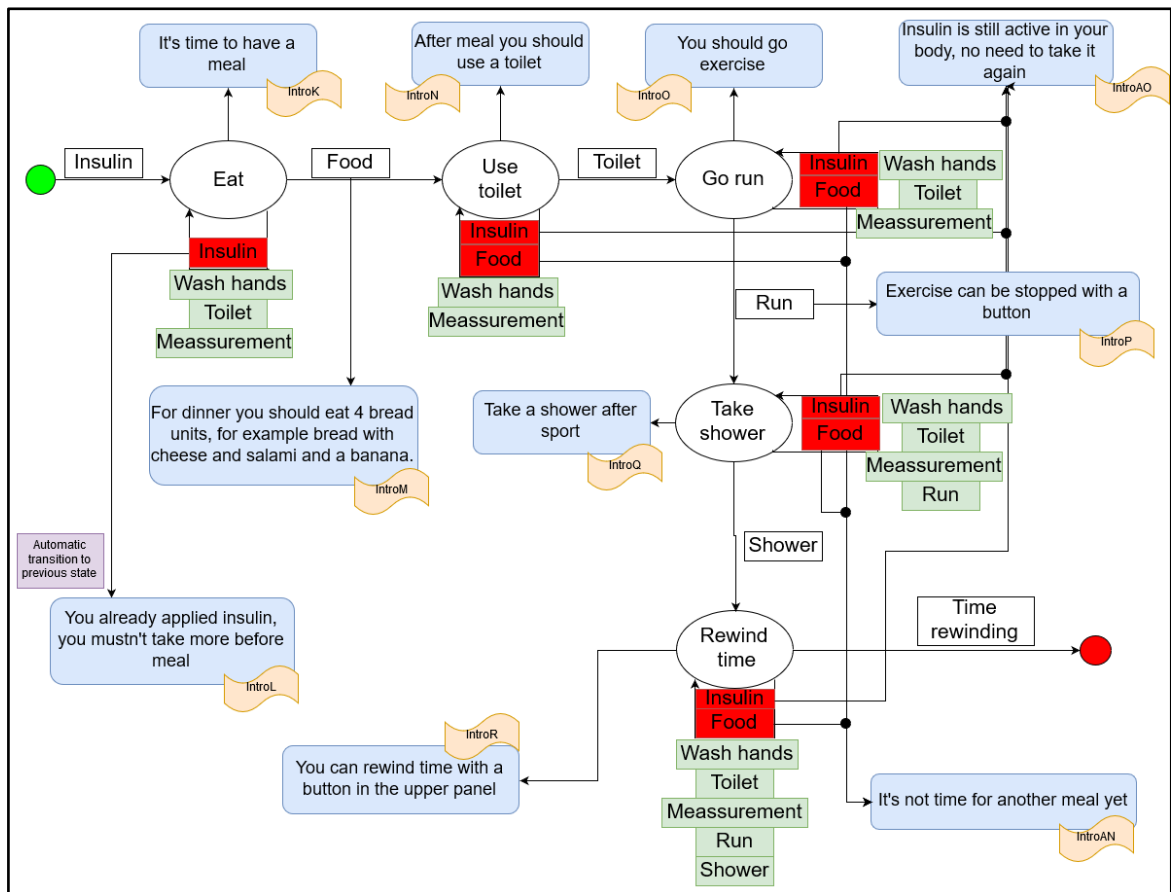 It's time to have a
meal
IntroK
After meal you should
use a toilet
IntroN
You should go
exercise
IntroO
Insulin is still active in your
body, no need to take it
again
IntroAO
Insulin
Eat
Food
Use
toilet
Toilet
Go run
Insulin
Food
Wash hands
Toilet
Meassurement
Insulin
Wash hands
Toilet
Meassurement
Insulin
Food
Wash hands
Meassurement
Run
Exercise can be stopped with a
button
IntroP
For dinner you should eat 4 bread
units, for example bread with
cheese and salami and a banana.
IntroM
Take a shower after
sport
IntroQ
Take
shower
Insulin
Food
Wash hands
Toilet
Meassurement
Run
Automatic
transition to
previous state
Shower
You already applied insulin,
you mustn't take more before
meal
IntroL
Rewind
time
Time
rewinding
Insulin
Food
Wash hands
Toilet
Meassurement
Run
Shower
IntroR
You can rewind time with a
button in the upper panel
It's not time for another meal yet
IntroAN